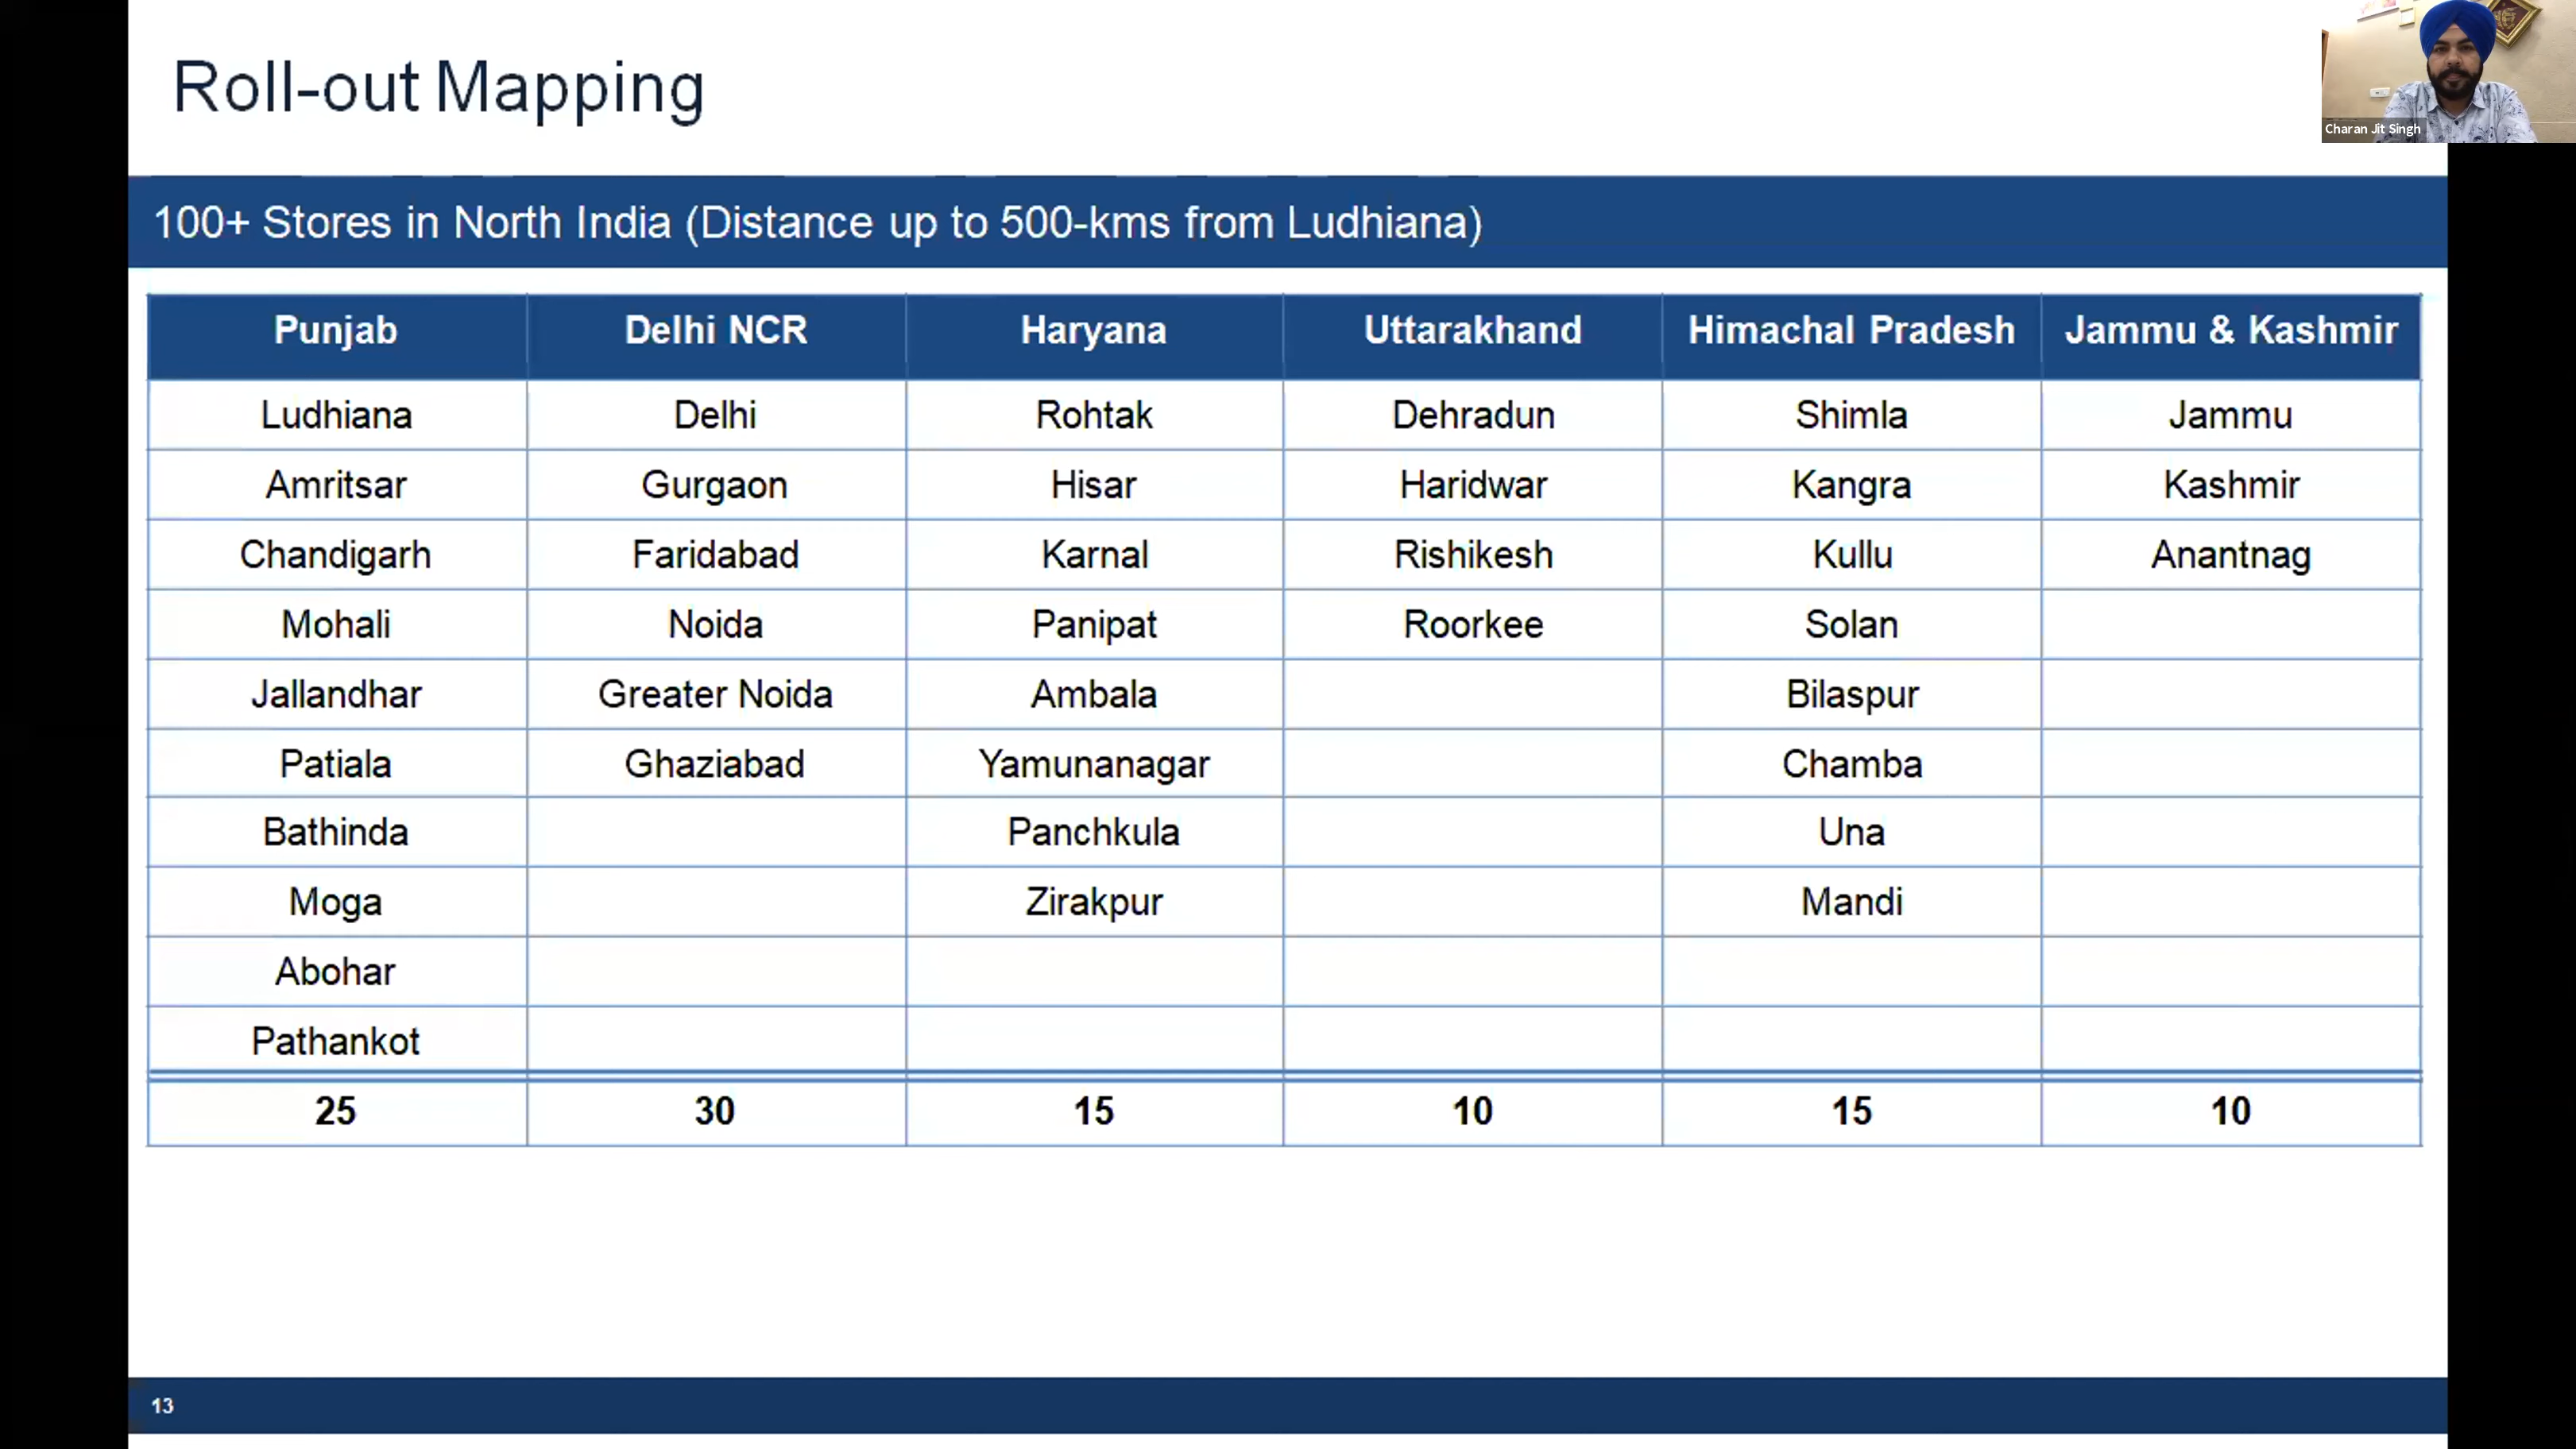 Roll-out Mapping
Charan Jit Singh
100+ Stores in North India (Distance up to 500-kms from Ludhiana)
Punjab Delhi NCR Haryana Uttarakhand Himachal Pradesh Jammu & Kashmir
Ludhiana Delhi Rohtak Dehradun Shimla Jammu
Amritsar Gurgaon Hisar Haridwar Kangra Kashmir
Chandigarh Faridabad Karnal Rishikesh Kullu Anantnag
Mohali Noida Panipat Roorkee Solan
Jallandhar Greater Noida Ambala Bilaspur
Patiala Ghaziabad Yamunanagar Chamba
Bathinda Panchkula Una
Moga Zirakpur Mandi
Abohar
Pathankot
25 30 15 10 15 10
13